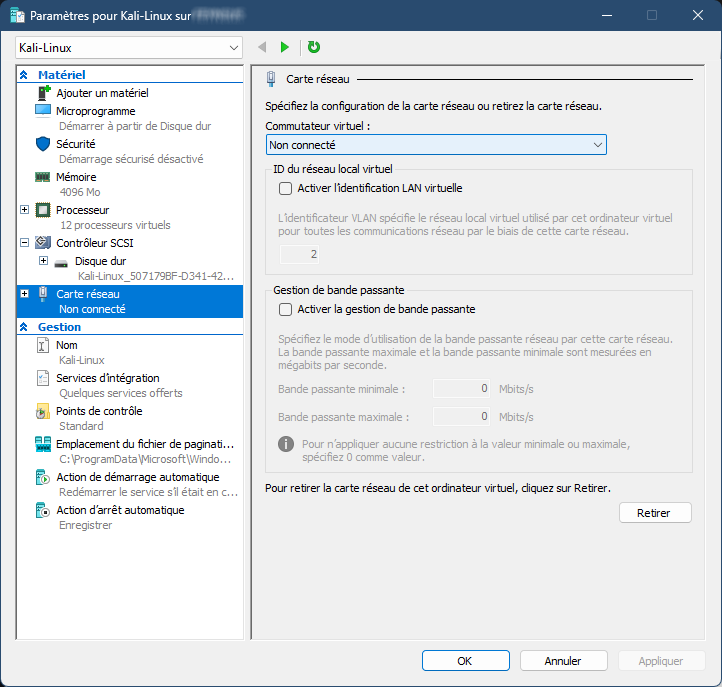 Paramètres pour Kali-Linux sur
Kali-Linux
Matériel
Ajouter un matériel
Microprogramme
Démarrer à partir de Disque dur
Sécurité
Démarrage sécurisé désactivé
Mémoire
4096 Mo
Processeur
12 processeurs virtuels
Contrôleur SCSI
Disque dur
Kali-Linux_507179BF-D341-42...
Carte réseau
Non connecté
Gestion
Nom
Kali-Linux
Services d'intégration
Quelques services offerts
Points de contrôle
Standard
Emplacement du fichier de paginati...
C:\ProgramData\Microsoft\Windo...
Action de démarrage automatique
Redémarrer le service s'il était en c...
Action d'arrêt automatique
Enregistrer
Carte réseau
Spécifiez la configuration de la carte réseau ou retirez la carte réseau.
Commutateur virtuel :
Non connecté
ID du réseau local virtuel
Activer l'identification LAN virtuelle
L'identificateur VLAN spécifie le réseau local virtuel utilisé par cet ordinateur virtuel
pour toutes les communications réseau par le biais de cette carte réseau.
2
Gestion de bande passante
Activer la gestion de bande passante
Spécifiez le mode d'utilisation de la bande passante réseau par cette carte réseau.
La bande passante maximale et la bande passante minimale sont mesurées en
mégabits par seconde.
Bande passante minimale : 0 Mbits/s
Bande passante maximale : 0 Mbits/s
Pour n'appliquer aucune restriction à la valeur minimale ou maximale,
spécifiez 0 comme valeur.
Pour retirer la carte réseau de cet ordinateur virtuel, cliquez sur Retirer.
Retirer
OK
Annuler
Appliquer